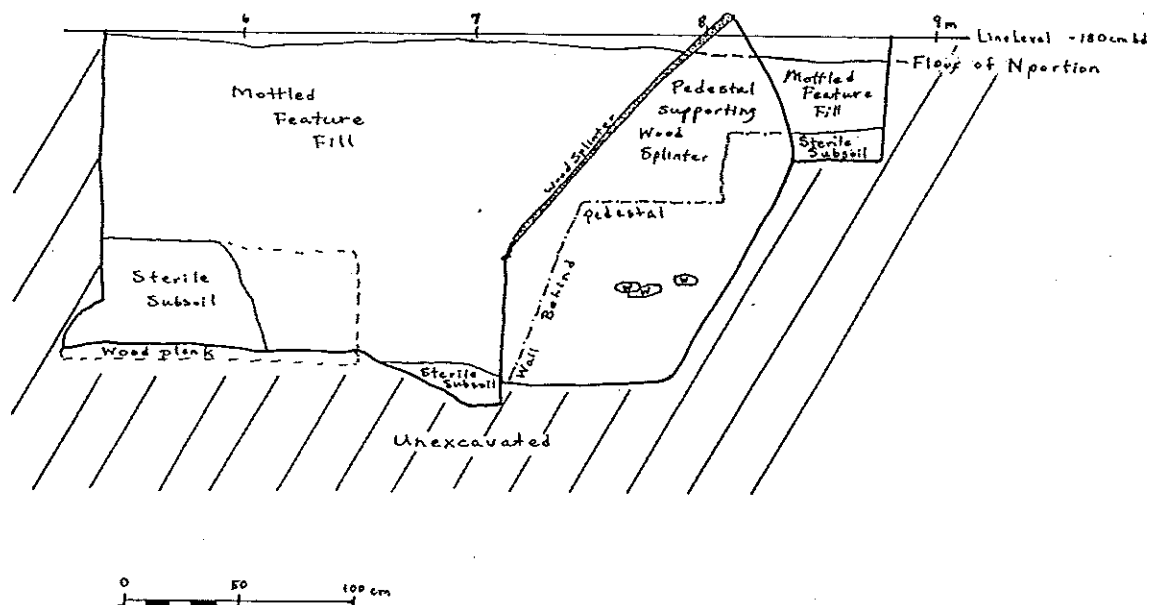 6 7 8 9m
Line Level -180 cm bd
Floor of N portion
Mottled
Feature
Fill
Pedestal
Supporting
Wood
Splinter
Mottled
Feature
Fill
Wood Splinter
Sterile
Subsoil
Pedestal
Sterile
Subsoil
Wall Behind
W W W
Wood plank
Sterile
Subsoil
Unexcavated
0 50 100 cm